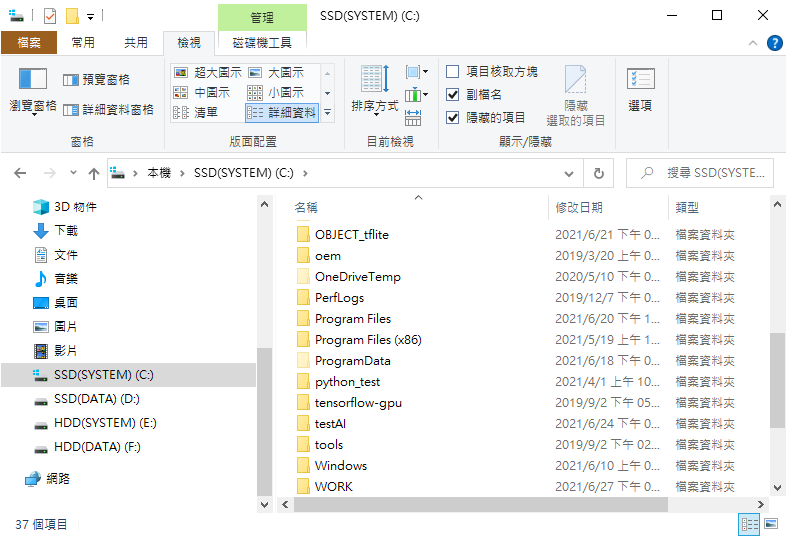 管理
SSD(SYSTEM) (C:)
檔案
常用
共用
檢視
磁碟機工具
瀏覽窗格
預覽窗格
詳細資料窗格
窗格
超大圖示
大圖示
中圖示
小圖示
清單
詳細資料
版面配置
排序方式
目前檢視
項目核取方塊
副檔名
隱藏的項目
隱藏
選取的項目
顯示/隱藏
選項
本機 > SSD(SYSTEM) (C:) >
搜尋 SSD(SYSTE...
3D 物件
下載
文件
音樂
桌面
圖片
影片
SSD(SYSTEM) (C:)
SSD(DATA) (D:)
HDD(SYSTEM) (E:)
HDD(DATA) (F:)
網路
名稱 修改日期 類型
OBJECT_tflite 2021/6/21 下午 0... 檔案資料夾
oem 2019/3/20 上午 0... 檔案資料夾
OneDriveTemp 2020/5/10 下午 0... 檔案資料夾
PerfLogs 2019/12/7 下午 0... 檔案資料夾
Program Files 2021/6/20 下午 1... 檔案資料夾
Program Files (x86) 2021/5/19 上午 1... 檔案資料夾
ProgramData 2021/6/18 下午 0... 檔案資料夾
python_test 2021/4/1 上午 10... 檔案資料夾
tensorflow-gpu 2019/9/2 下午 05... 檔案資料夾
testAI 2021/6/24 下午 0... 檔案資料夾
tools 2019/9/2 下午 02... 檔案資料夾
Windows 2021/6/10 上午 0... 檔案資料夾
WORK 2021/6/27 下午 0... 檔案資料夾
37 個項目